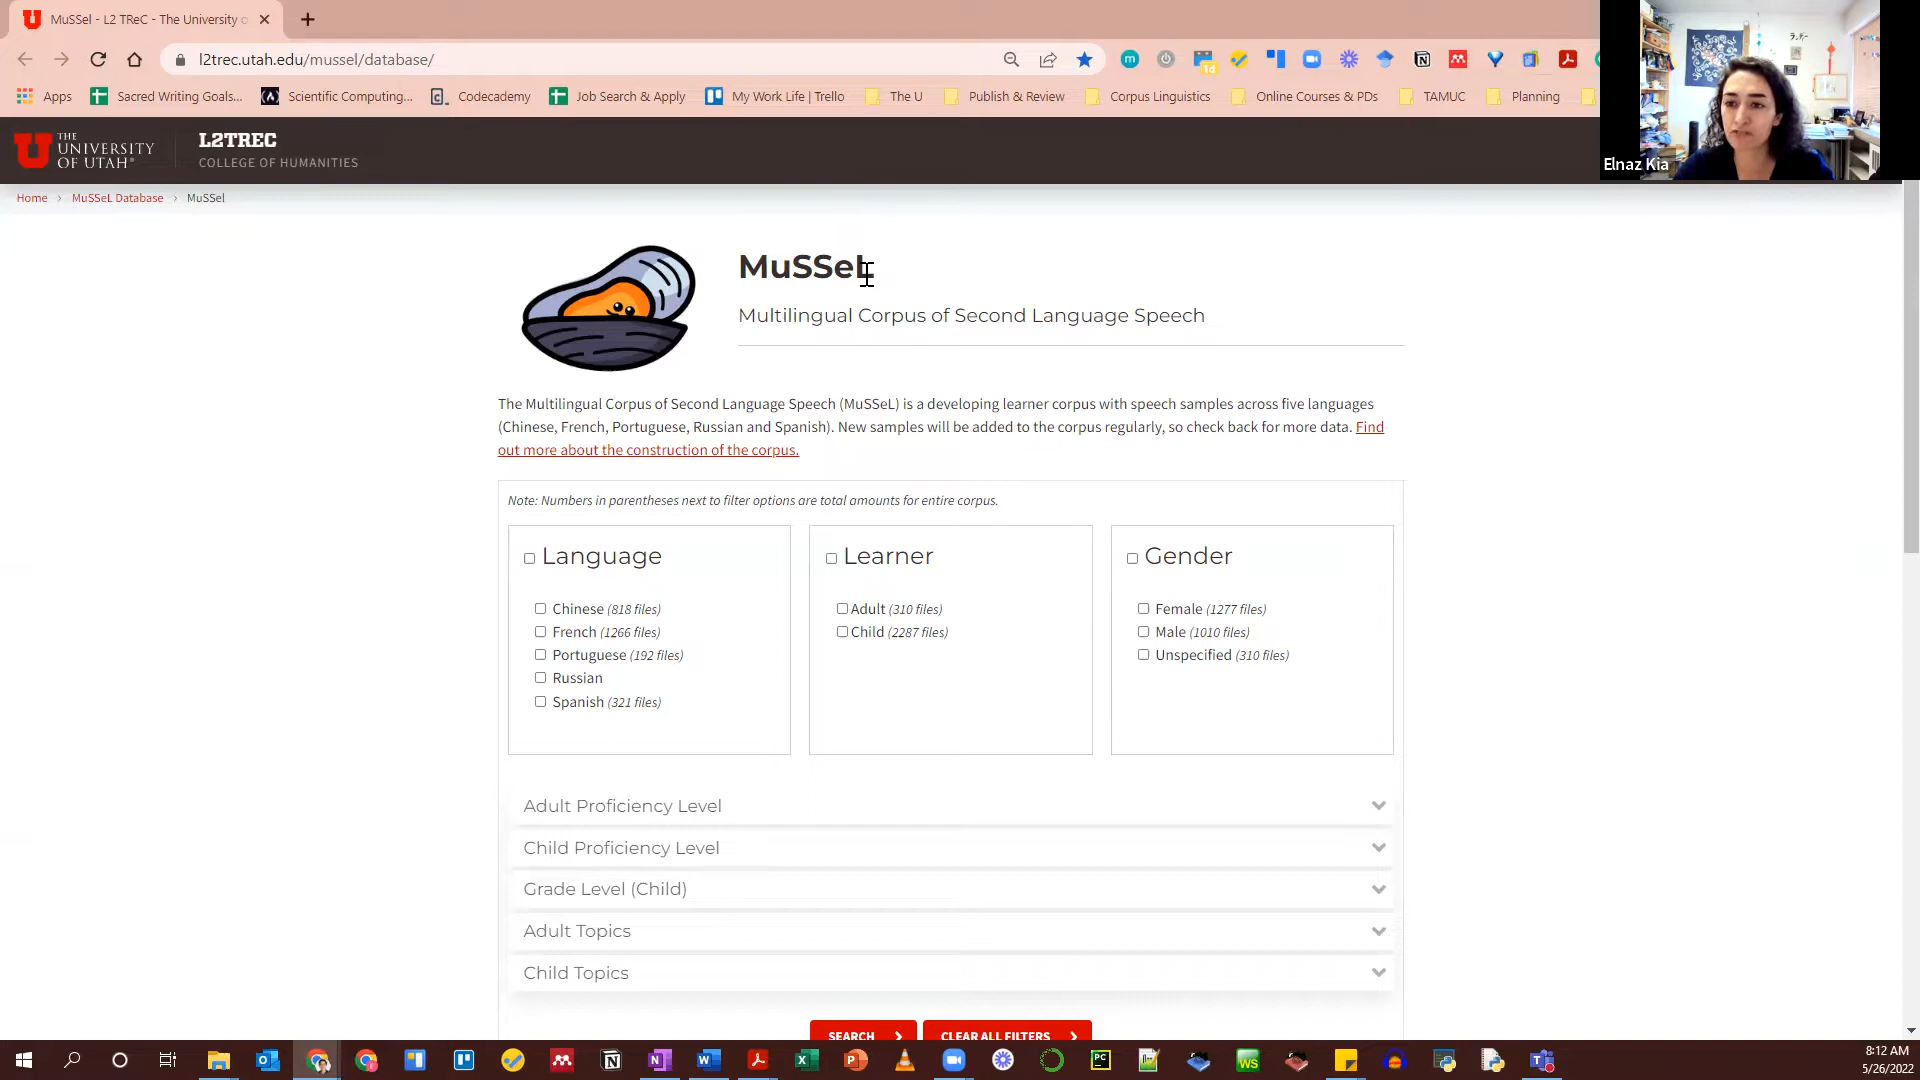 MuSSel - L2 TReC - The University o
l2trec.utah.edu/mussel/database/
1d
Apps
Sacred Writing Goals...
Scientific Computing...
Codecademy
Job Search & Apply
My Work Life | Trello
The U
Publish & Review
Corpus Linguistics
Online Courses & PDs
TAMUC
Planning
THE UNIVERSITY OF UTAH®
L2TREC
COLLEGE OF HUMANITIES
Elnaz Kia
Home > MuSSeL Database > MuSSel
MuSSeL
Multilingual Corpus of Second Language Speech
The Multilingual Corpus of Second Language Speech (MuSSeL) is a developing learner corpus with speech samples across five languages
(Chinese, French, Portuguese, Russian and Spanish). New samples will be added to the corpus regularly, so check back for more data. Find
out more about the construction of the corpus.
Note: Numbers in parentheses next to filter options are total amounts for entire corpus.
Language
Chinese (818 files)
French (1266 files)
Portuguese (192 files)
Russian
Spanish (321 files)
Learner
Adult (310 files)
Child (2287 files)
Gender
Female (1277 files)
Male (1010 files)
Unspecified (310 files)
Adult Proficiency Level
Child Proficiency Level
Grade Level (Child)
Adult Topics
Child Topics
SEARCH
CLEAR ALL FILTERS
8:12 AM
5/26/2022